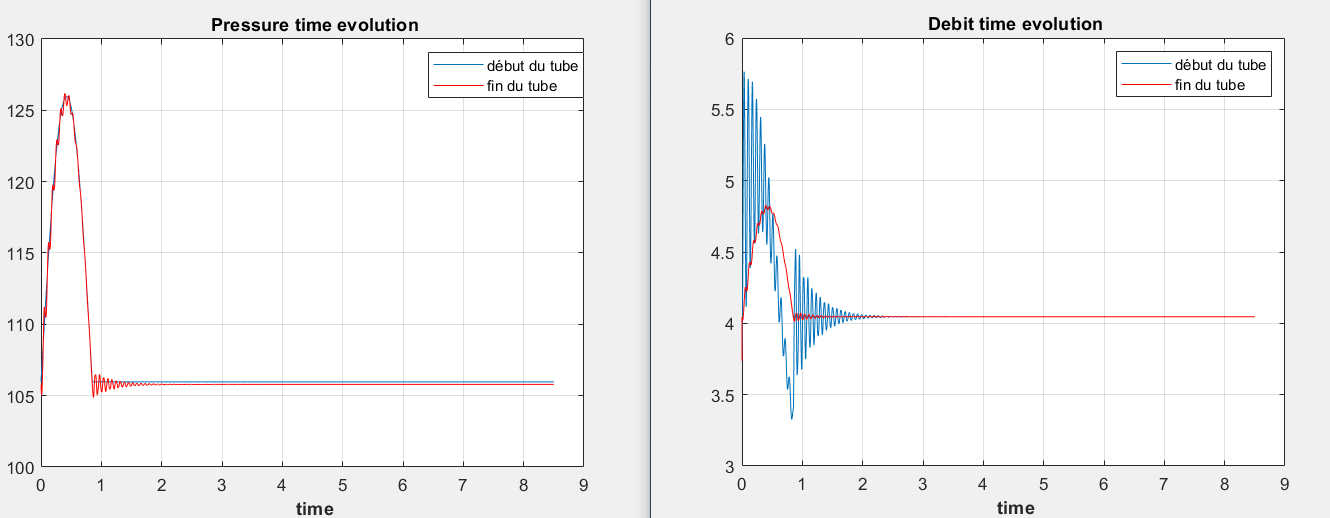 Pressure time evolution
130
125
120
115
110
105
100
0 1 2 3 4 5 6 7 8 9
time
début du tube
fin du tube
Debit time evolution
6
5.5
5
4.5
4
3.5
3
0 1 2 3 4 5 6 7 8 9
time
début du tube
fin du tube